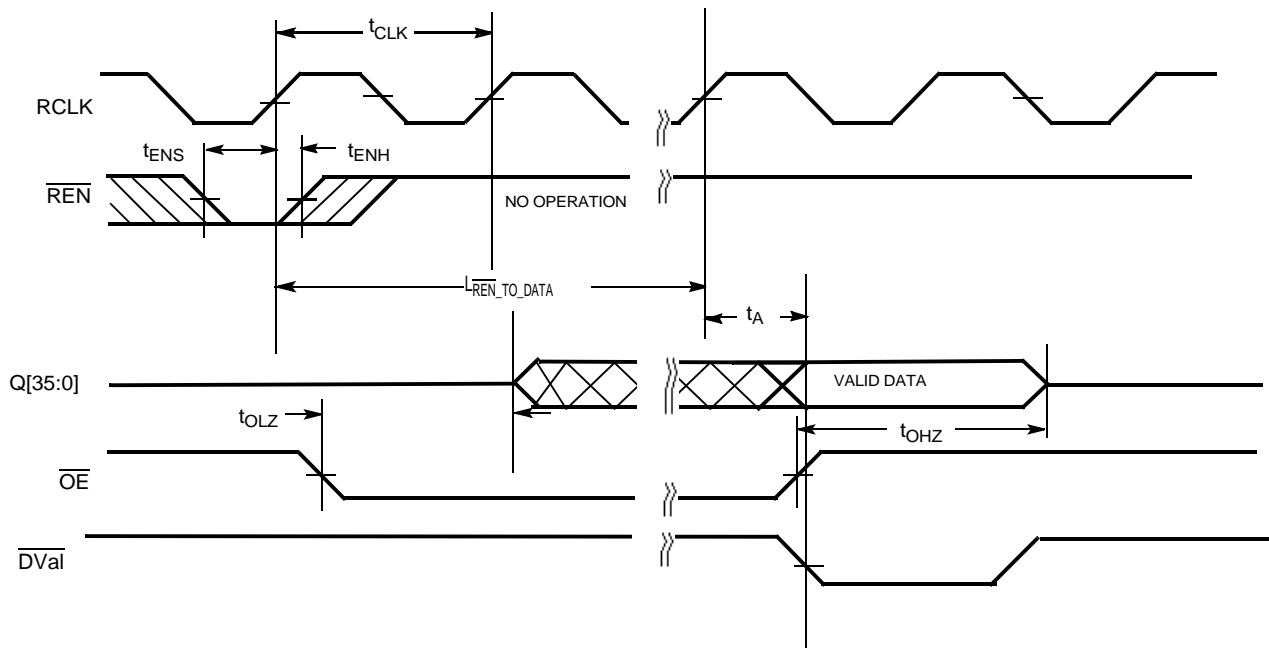 tCLK
RCLK
tENS
tENH
REN
NO OPERATION
LREN_TO_DATA
tA
Q[35:0]
VALID DATA
tOLZ
tOHZ
OE
DVal